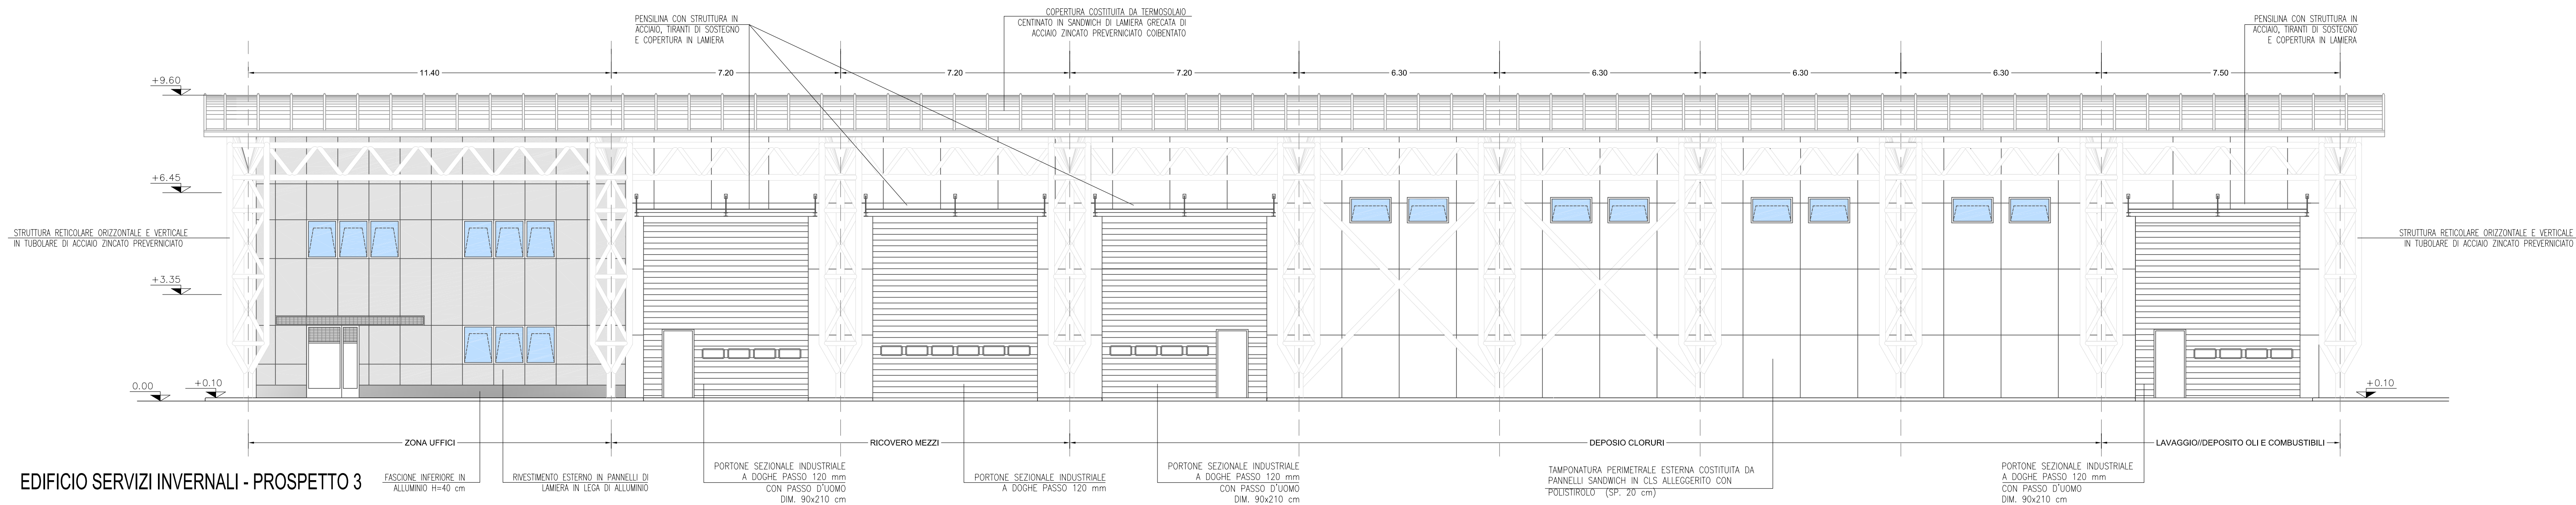 PENSILINA CON STRUTTURA IN
ACCIAIO, TIRANTI DI SOSTEGNO
E COPERTURA IN LAMIERA
COPERTURA COSTITUITA DA TERMOSOLAIO
CENTINATO IN SANDWICH DI LAMIERA GRECATA DI
ACCIAIO ZINCATO PREVERNICIATO COIBENTATO
PENSILINA CON STRUTTURA IN
ACCIAIO, TIRANTI DI SOSTEGNO
E COPERTURA IN LAMIERA
11.40 7.20 7.20 7.20 6.30 6.30 6.30 6.30 7.50
+9.60
+6.45
STRUTTURA RETICOLARE ORIZZONTALE E VERTICALE
IN TUBOLARE DI ACCIAIO ZINCATO PREVERNICIATO
STRUTTURA RETICOLARE ORIZZONTALE E VERTICALE
IN TUBOLARE DI ACCIAIO ZINCATO PREVERNICIATO
+3.35
0.00 +0.10 +0.10
ZONA UFFICI RICOVERO MEZZI DEPOSIO CLORURI LAVAGGIO//DEPOSITO OLI E COMBUSTIBILI
EDIFICIO SERVIZI INVERNALI - PROSPETTO 3
FASCIONE INFERIORE IN
ALLUMINIO H=40 cm
RIVESTIMENTO ESTERNO IN PANNELLI DI
LAMIERA IN LEGA DI ALLUMINIO
PORTONE SEZIONALE INDUSTRIALE
A DOGHE PASSO 120 mm
CON PASSO D'UOMO
DIM. 90x210 cm
PORTONE SEZIONALE INDUSTRIALE
A DOGHE PASSO 120 mm
PORTONE SEZIONALE INDUSTRIALE
A DOGHE PASSO 120 mm
CON PASSO D'UOMO
DIM. 90x210 cm
TAMPONATURA PERIMETRALE ESTERNA COSTITUITA DA
PANNELLI SANDWICH IN CLS ALLEGGERITO CON
POLISTIROLO (SP. 20 cm)
PORTONE SEZIONALE INDUSTRIALE
A DOGHE PASSO 120 mm
CON PASSO D'UOMO
DIM. 90x210 cm